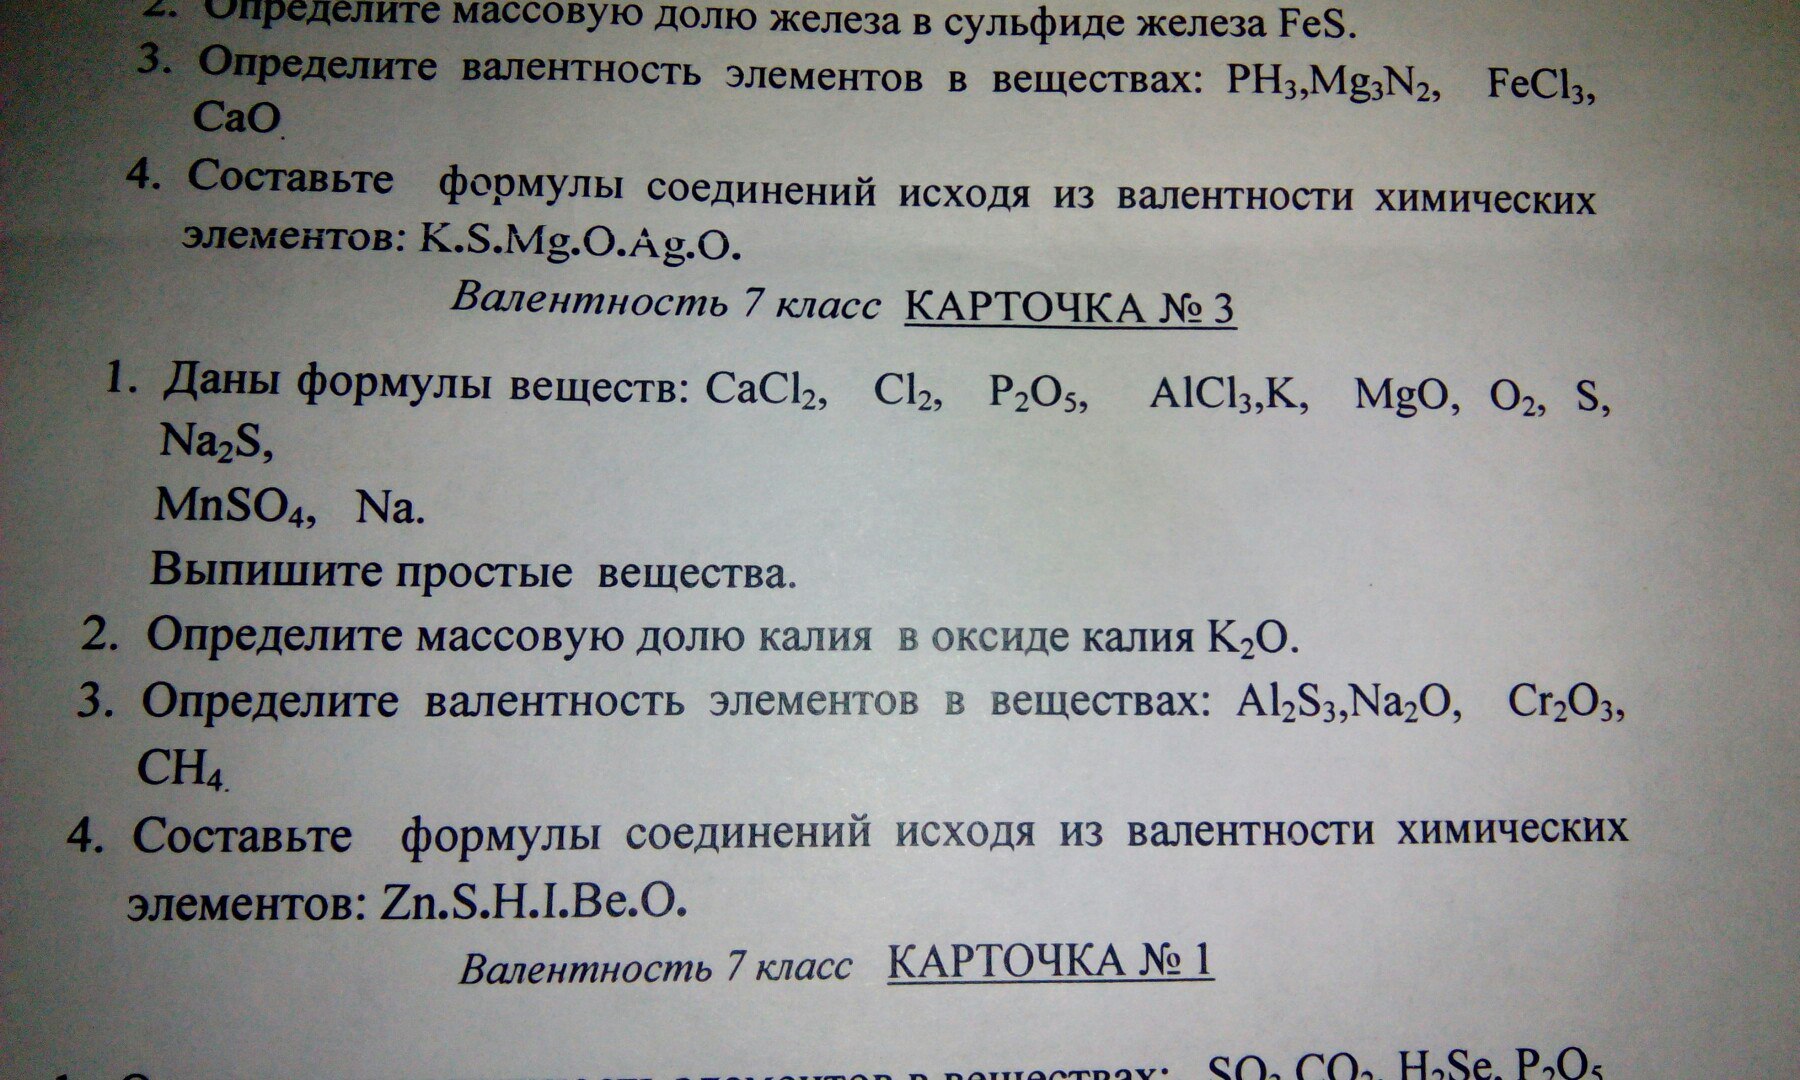 2. Определите массовую долю железа в сульфиде железа FeS.
3. Определите валентность элементов в веществах: PH₃,Mg₃N₂, FeCl₃,
CaO.
4. Составьте формулы соединений исходя из валентности химических
элементов: K.S.Mg.O.Ag.O.
Валентность 7 класс КАРТОЧКА № 3
1. Даны формулы веществ: CaCl₂, Cl₂, P₂O₅, AlCl₃,K, MgO, O₂, S,
Na₂S,
MnSO₄, Na.
Выпишите простые вещества.
2. Определите массовую долю калия в оксиде калия K₂O.
3. Определите валентность элементов в веществах: Al₂S₃,Na₂O, Cr₂O₃,
CH₄.
4. Составьте формулы соединений исходя из валентности химических
элементов: Zn.S.H.I.Be.O.
Валентность 7 класс КАРТОЧКА № 1
элементов в веществах: H₂Se, P₂O₅